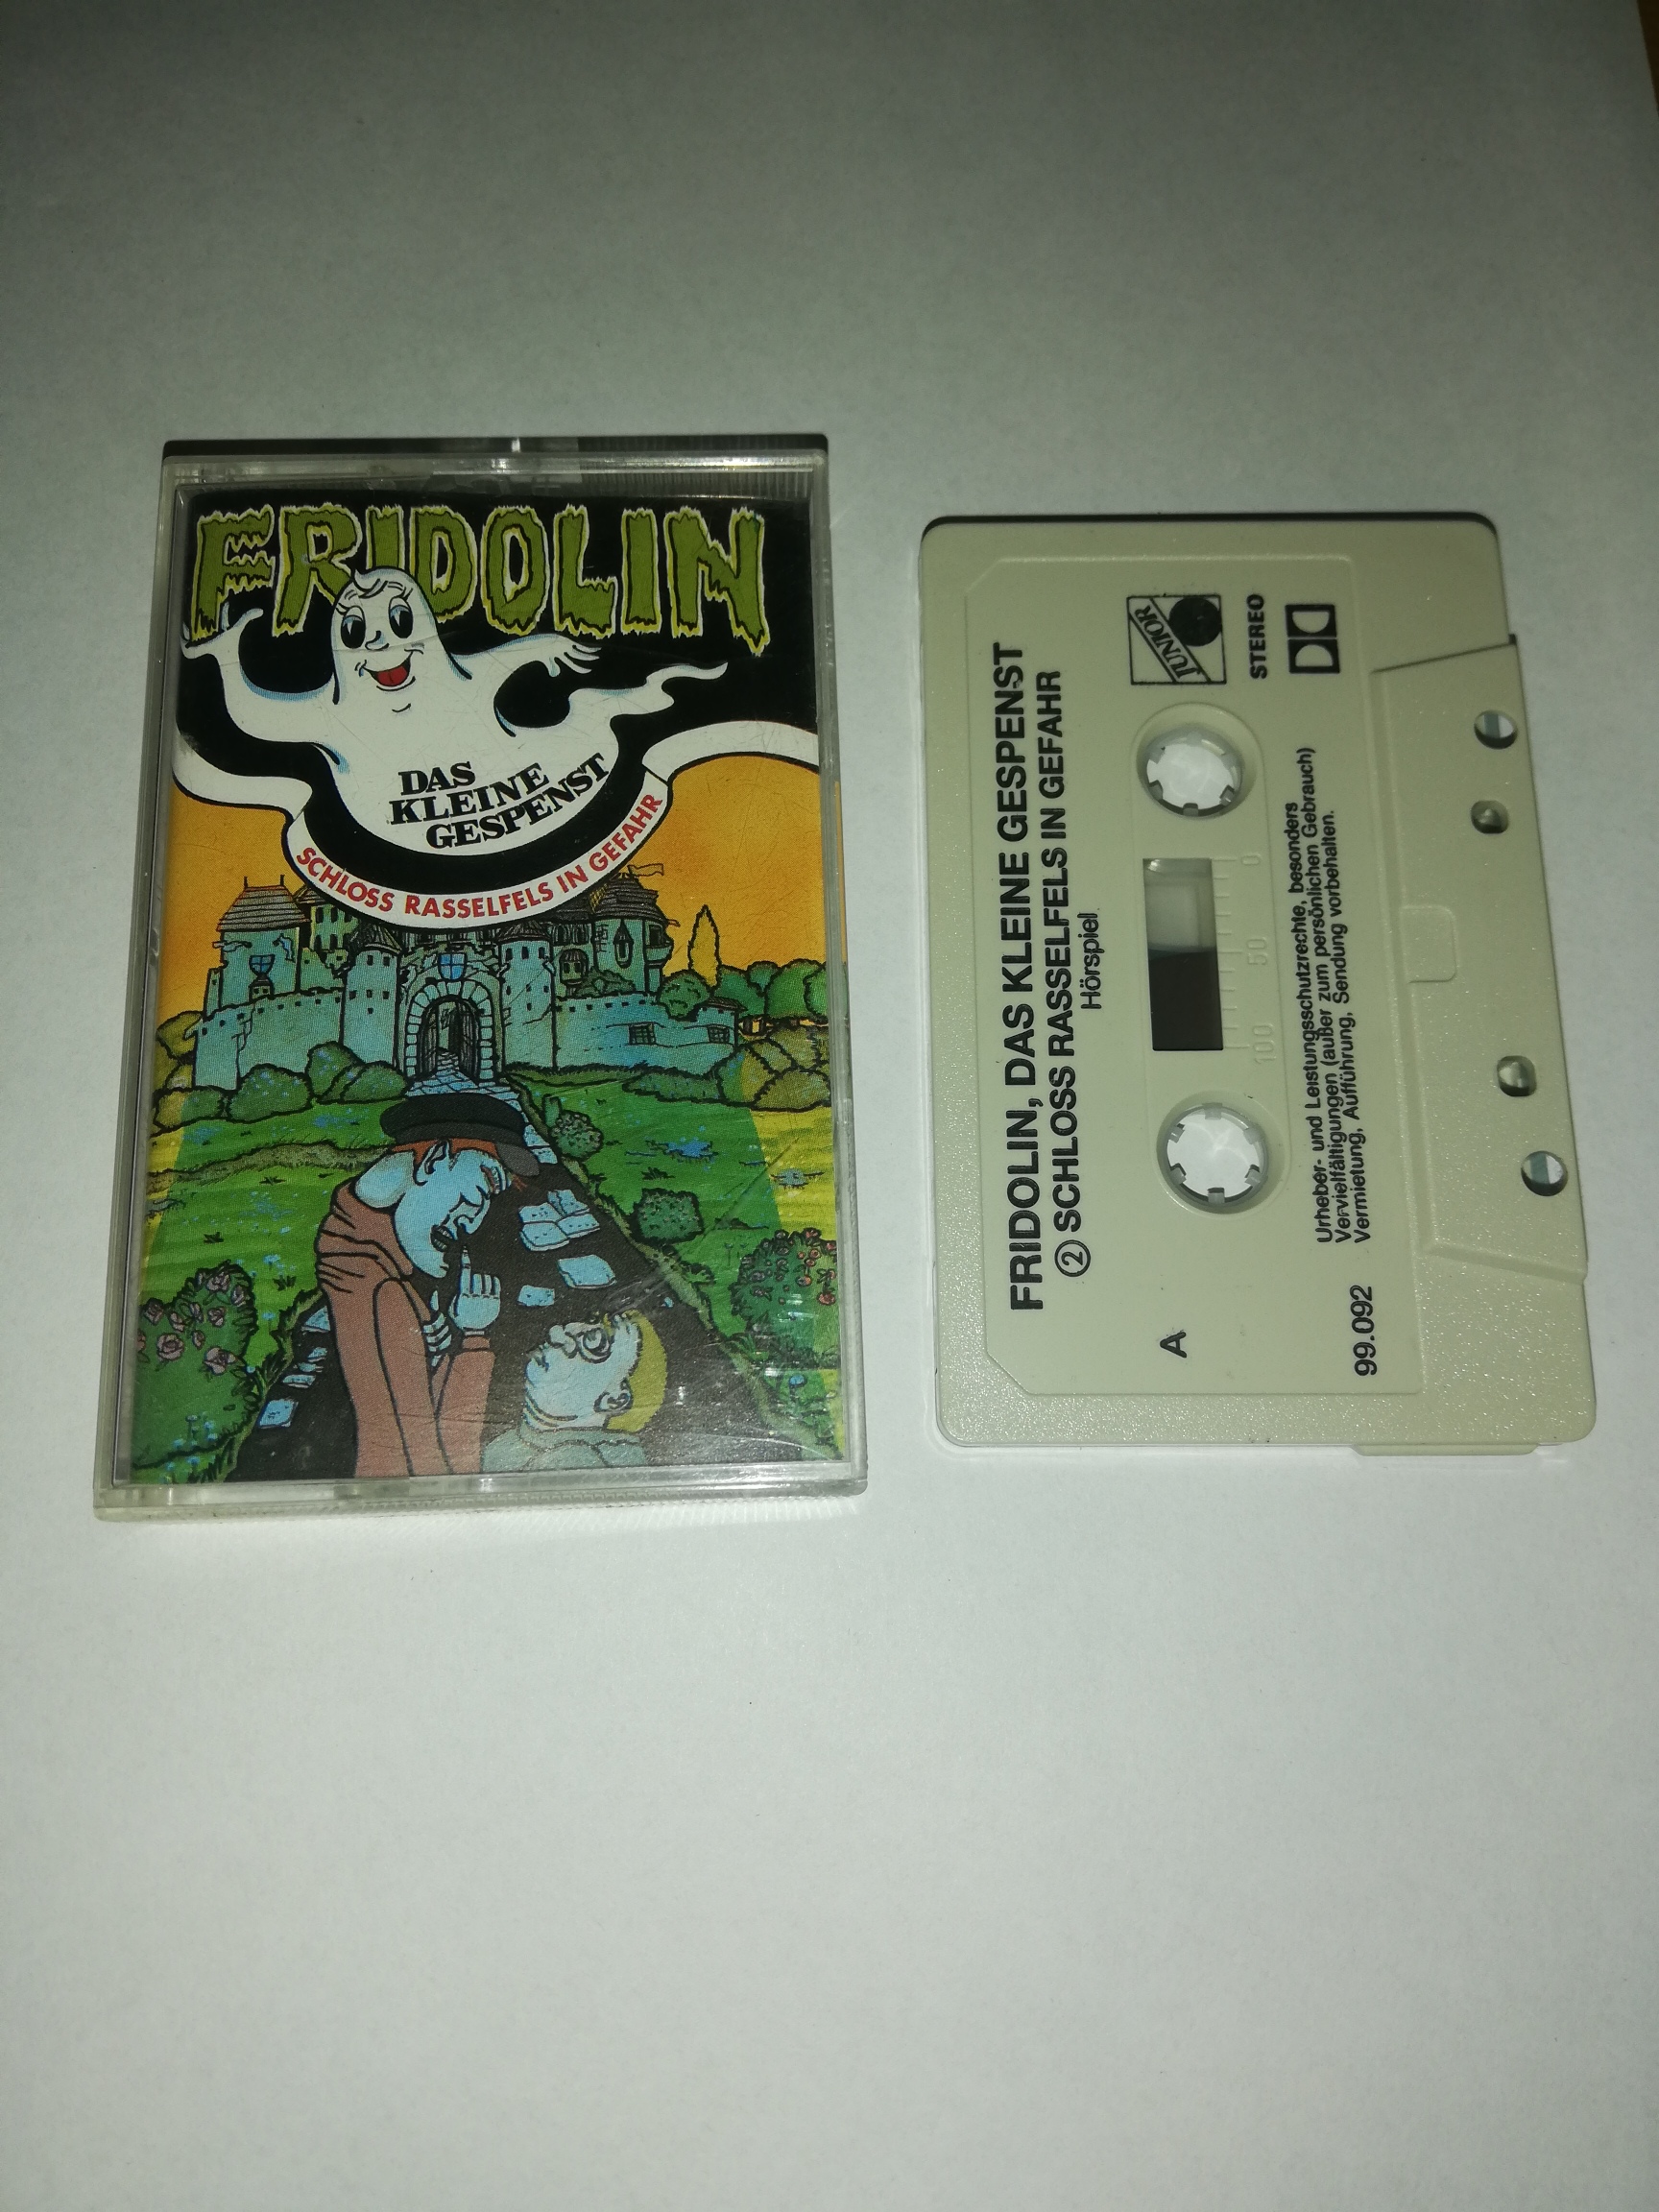 FRIDOLIN
DAS
KLEINE
GESPENST
SCHLOSS RASSELFELS IN GEFAHR
FRIDOLIN, DAS KLEINE GESPENST
② SCHLOSS RASSELFELS IN GEFAHR
Hörspiel
A
100 50 0
JUNIOR
STEREO
99.092
Urheber- und Leistungsschutzrechte, besonders
Vervielfältigungen (außer zum persönlichen Gebrauch)
Vermietung, Aufführung, Sendung vorbehalten.